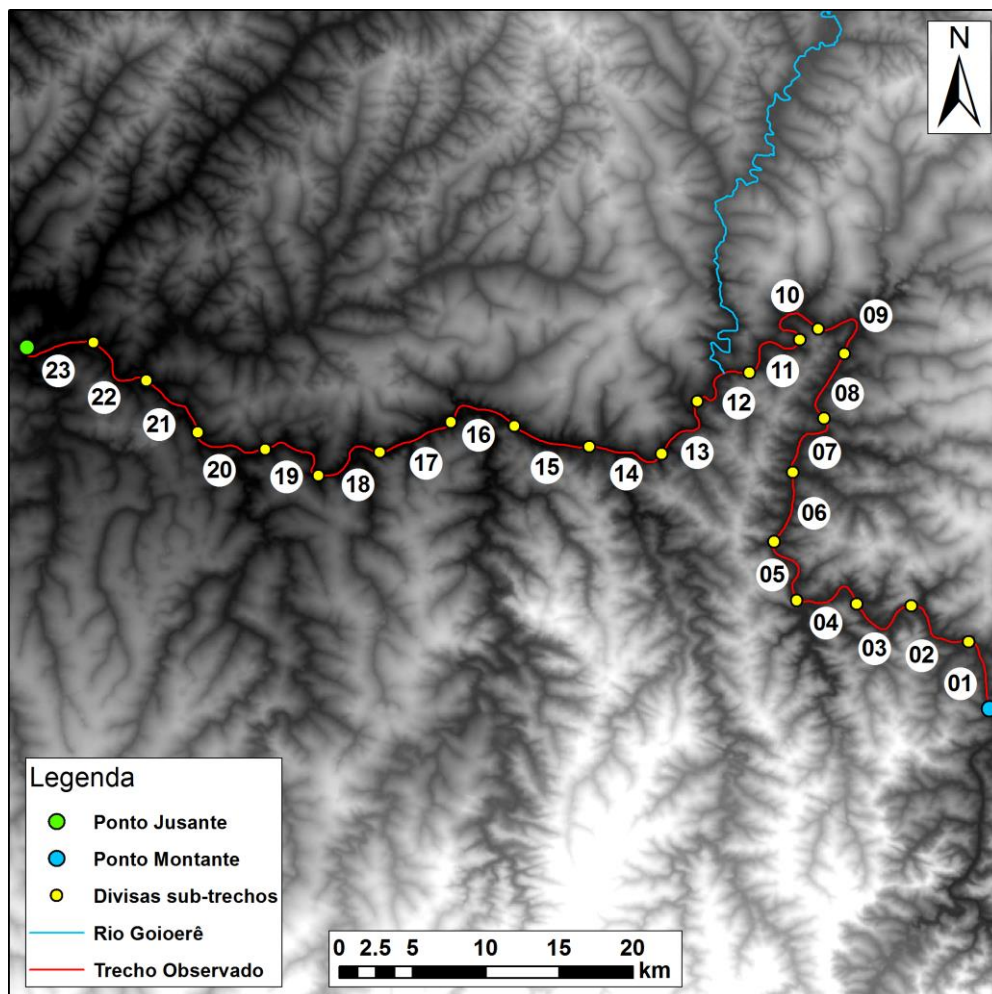 N
10
09
11
08
12
23
22
16
07
21
17
13
15
14
20
19
18
06
05
04
03
02
01
Legenda
Ponto Jusante
Ponto Montante
Divisas sub-trechos
Rio Goioerê
Trecho Observado
0 2.5 5 10 15 20
km